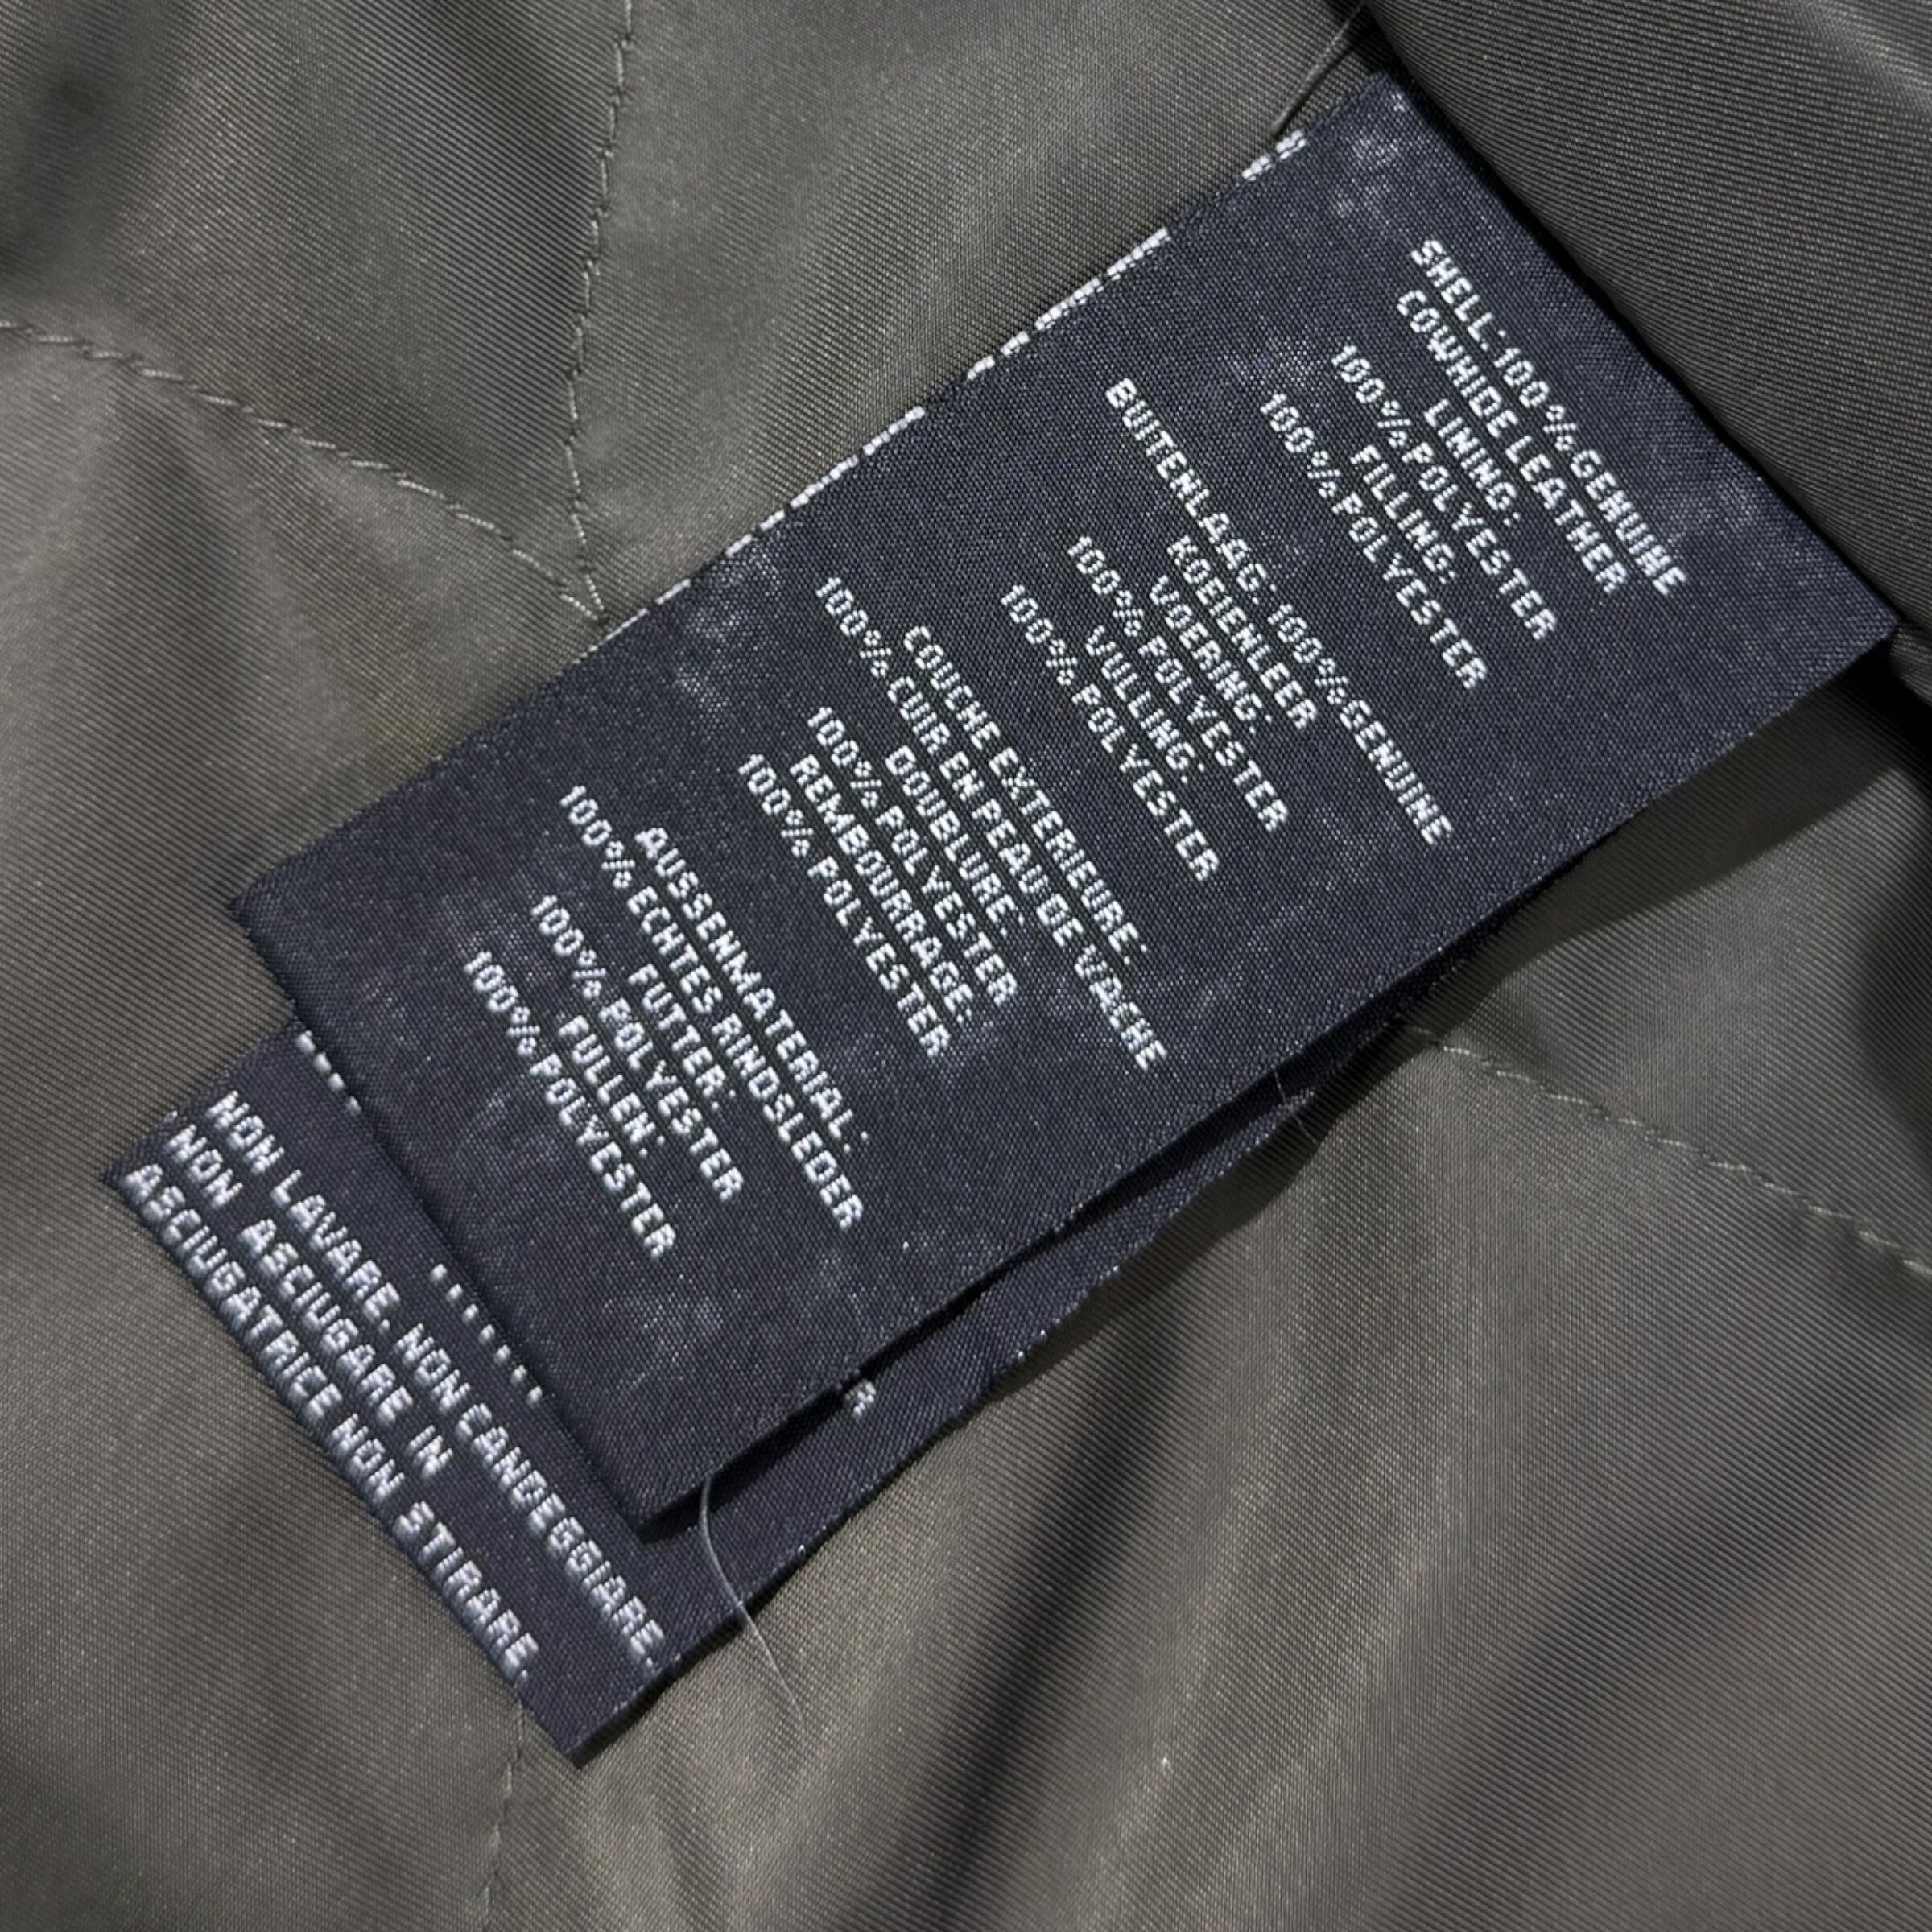 SHELL: 100% GENUINE
COWHIDE LEATHER
LINING:
100% POLYESTER
FILLING:
100% POLYESTER
BUITENLAAG: 100% GENUINE
KOEIENLEER
VOERING:
100% POLYESTER
VULLING:
100% POLYESTER
COUCHE EXTERIEURE:
100% CUIR EN PEAU DE VACHE
DOUBLURE:
100% POLYESTER
REMBOURRAGE:
100% POLYESTER
AUSSENMATERIAL:
100% ECHTES RINDSLEDER
FUTTER:
100% POLYESTER
FULLEN:
100% POLYESTER
R
NON LAVARE. NON CANDEGGIARE.
NON ASCIUGARE IN
ASCIUGATRICE NON STIRARE.